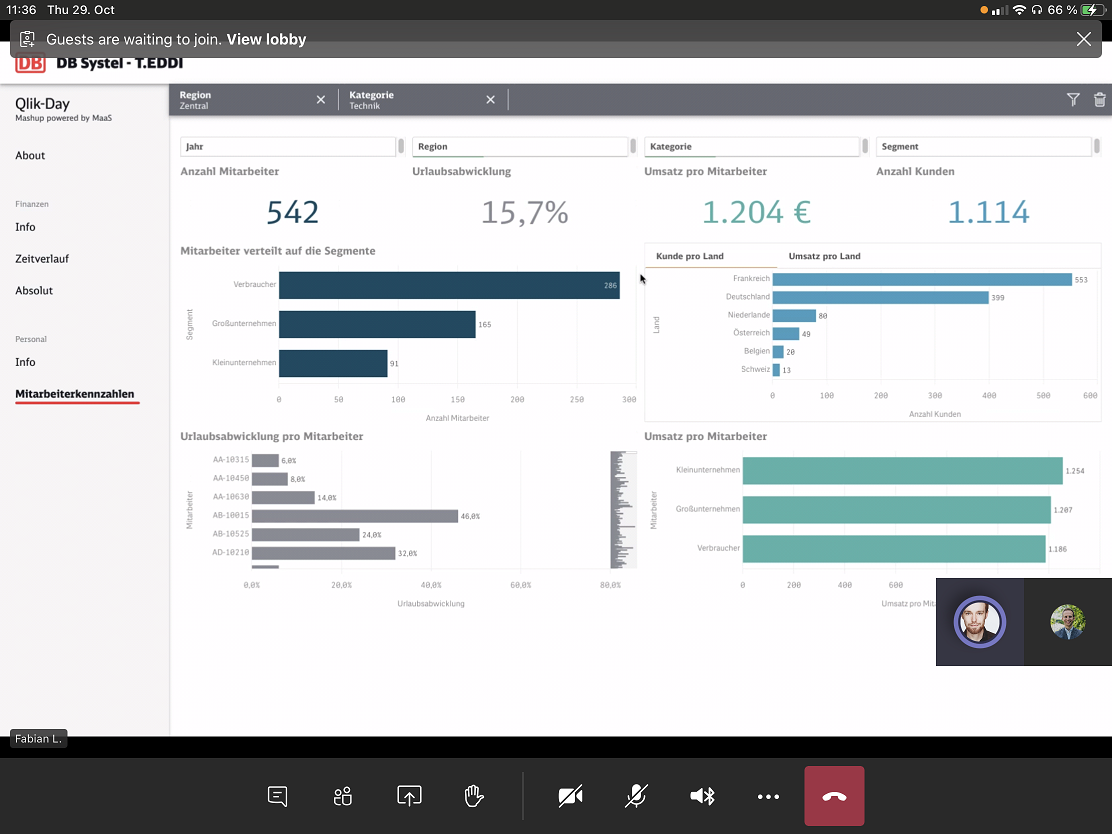 11:36 Thu 29. Oct
66 %
Guests are waiting to join. View lobby
DB DB Systel - T.EDDI
Qlik-Day
Mashup powered by MaaS
About
Finanzen
Info
Zeitverlauf
Absolut
Personal
Info
Mitarbeiterkennzahlen
Region
Zentral
Kategorie
Technik
Jahr
Region
Kategorie
Segment
Anzahl Mitarbeiter
542
Urlaubsabwicklung
15,7%
Umsatz pro Mitarbeiter
1.204 €
Anzahl Kunden
1.114
Mitarbeiter verteilt auf die Segmente
Segment
Verbraucher 286
Großunternehmen 165
Kleinunternehmen 91
0 50 100 150 200 250 300
Anzahl Mitarbeiter
Kunde pro Land Umsatz pro Land
Land
Frankreich 553
Deutschland 399
Niederlande 80
Österreich 49
Belgien 20
Schweiz 13
0 100 200 300 400 500 600
Anzahl Kunden
Urlaubsabwicklung pro Mitarbeiter
Mitarbeiter
AA-10315 6,0%
AA-10450 8,0%
AA-10630 14,0%
AB-10015 46,0%
AB-10525 24,0%
AD-10210 32,0%
0,0% 20,0% 40,0% 60,0% 80,0%
Urlaubsabwicklung
Umsatz pro Mitarbeiter
Mitarbeiter
Kleinunternehmen 1.254
Großunternehmen 1.207
Verbraucher 1.186
0 200 400 600
Umsatz pro Mit
Fabian L.